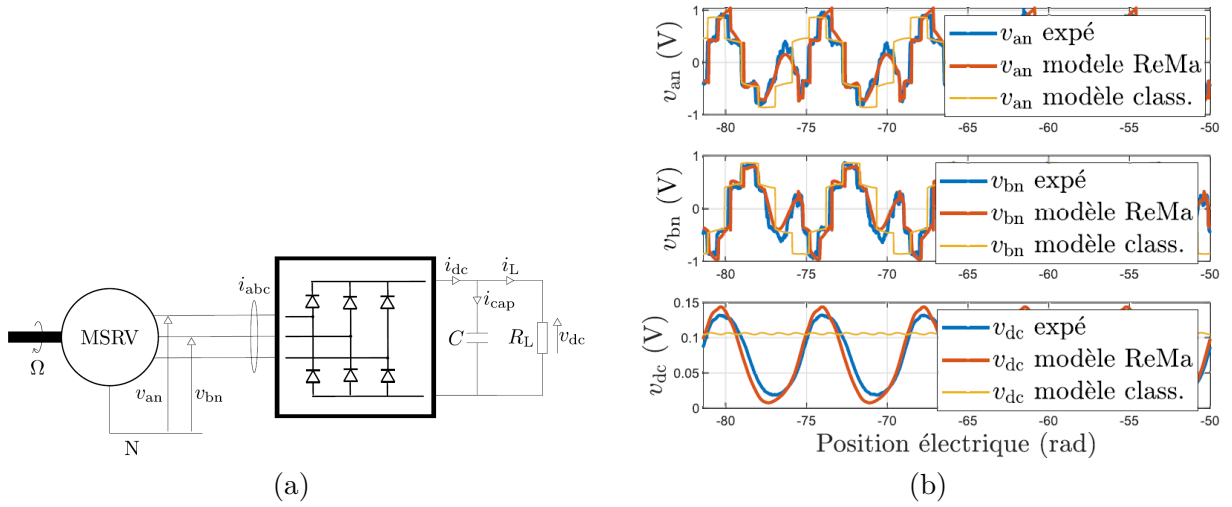 MSRV
Ω
N
v_an
v_bn
i_abc
i_dc
i_L
i_cap
C
R_L
v_dc
(a)
v_an (V)
1
0
-1
v_an expé
v_an modele ReMa
v_an modèle class.
-80 -75 -70 -65 -60 -55 -50
v_bn (V)
1
0
-1
v_bn expé
v_bn modèle ReMa
v_bn modèle class.
-80 -75 -70 -65 -60 -55 -50
v_dc (V)
0.15
0.1
0.05
0
v_dc expé
v_dc modèle ReMa
v_dc modèle class.
-80 -75 -70 -65 -60 -55 -50
Position électrique (rad)
(b)